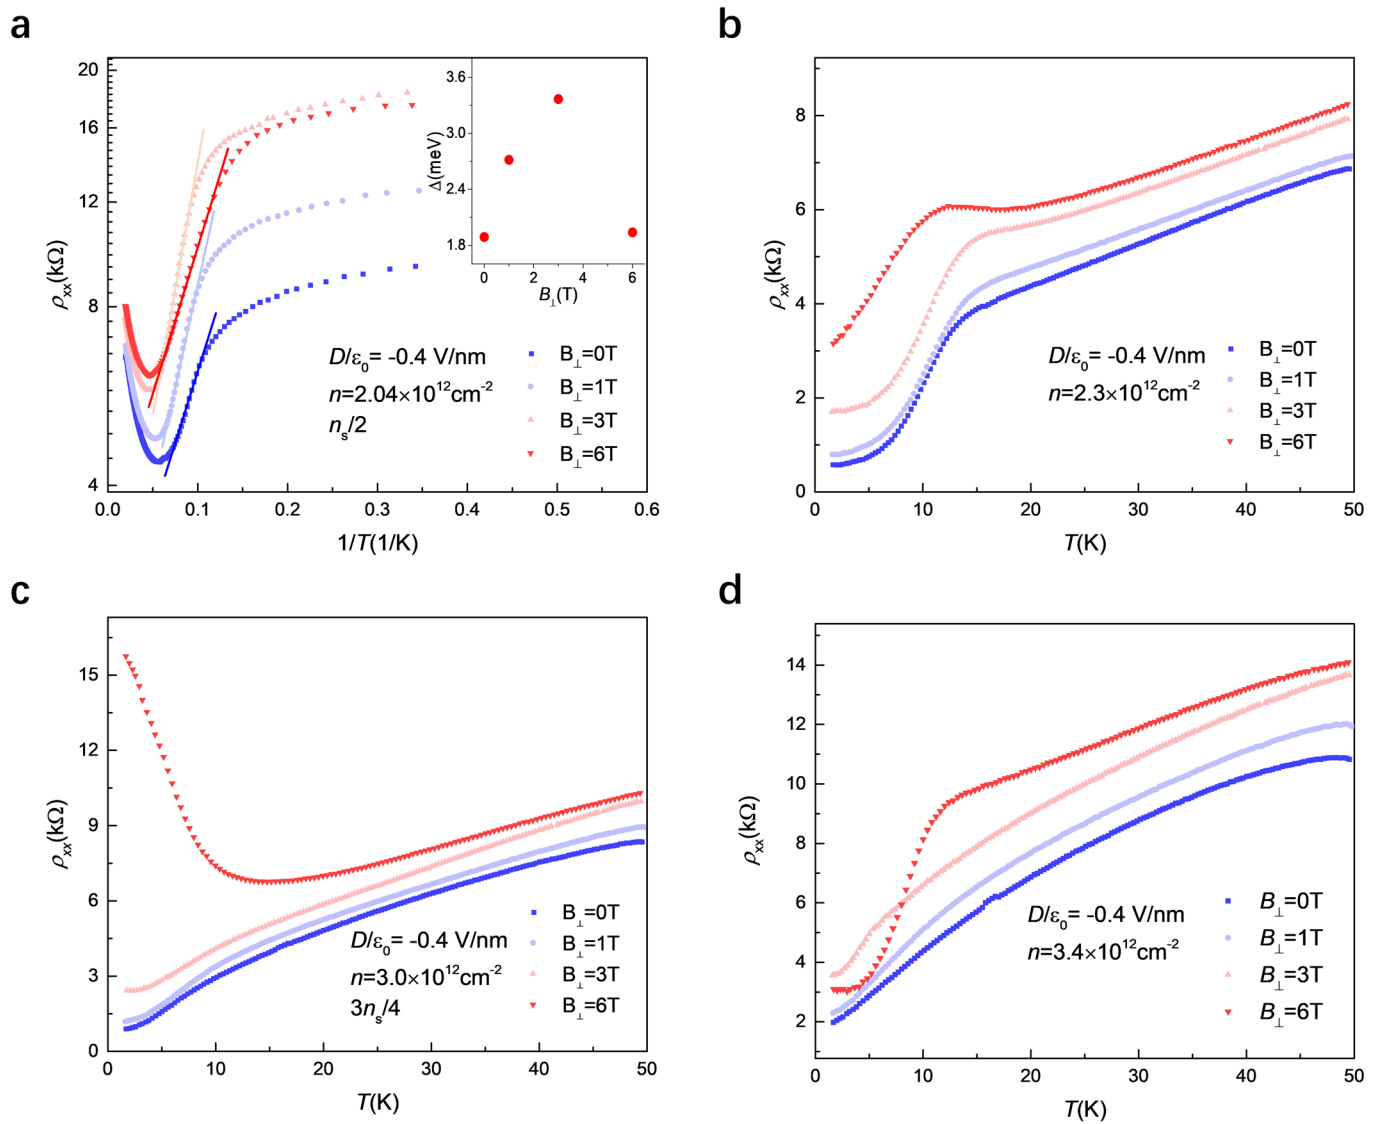 a
20
16
12
8
4
ρxx(kΩ)
0.0 0.1 0.2 0.3 0.4 0.5 0.6
1/T(1/K)
D/ε0= -0.4 V/nm
n=2.04×10¹²cm⁻²
ns/2
B⊥=0T
B⊥=1T
B⊥=3T
B⊥=6T
3.6
3.0
2.4
1.8
Δ(meV)
0 2 4 6
B⊥(T)
b
8
6
4
2
0
ρxx(kΩ)
0 10 20 30 40 50
T(K)
D/ε0= -0.4 V/nm
n=2.3×10¹²cm⁻²
B⊥=0T
B⊥=1T
B⊥=3T
B⊥=6T
c
15
12
9
6
3
0
ρxx(kΩ)
0 10 20 30 40 50
T(K)
D/ε0= -0.4 V/nm
n=3.0×10¹²cm⁻²
3ns/4
B⊥=0T
B⊥=1T
B⊥=3T
B⊥=6T
d
14
12
10
8
6
4
2
ρxx(kΩ)
0 10 20 30 40 50
T(K)
D/ε0= -0.4 V/nm
n=3.4×10¹²cm⁻²
B⊥=0T
B⊥=1T
B⊥=3T
B⊥=6T